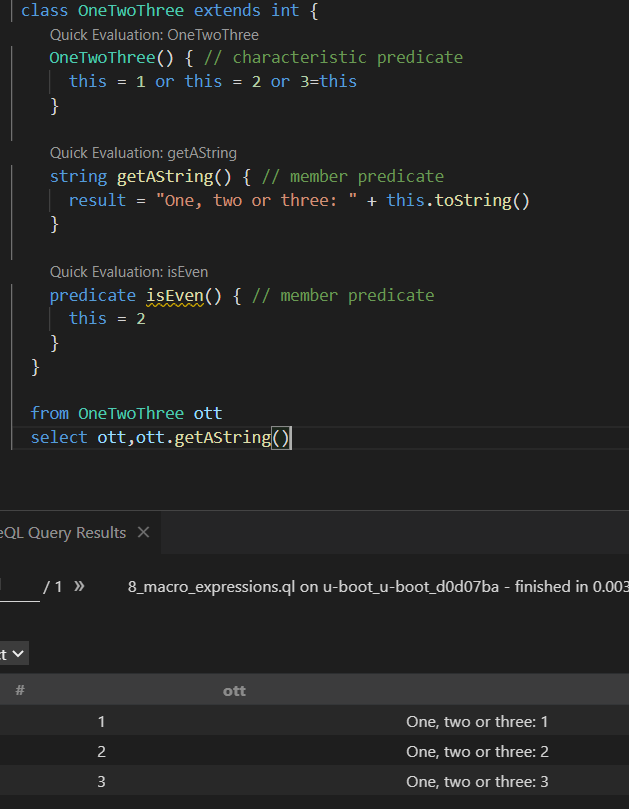 class OneTwoThree extends int {
Quick Evaluation: OneTwoThree
OneTwoThree() { // characteristic predicate
this = 1 or this = 2 or 3=this
}
Quick Evaluation: getAString
string getAString() { // member predicate
result = "One, two or three: " + this.toString()
}
Quick Evaluation: isEven
predicate isEven() { // member predicate
this = 2
}
}
from OneTwoThree ott
select ott,ott.getAString()
eQL Query Results
/ 1 »
8_macro_expressions.ql on u-boot_u-boot_d0d07ba - finished in 0.003
# ott
1 One, two or three: 1
2 One, two or three: 2
3 One, two or three: 3